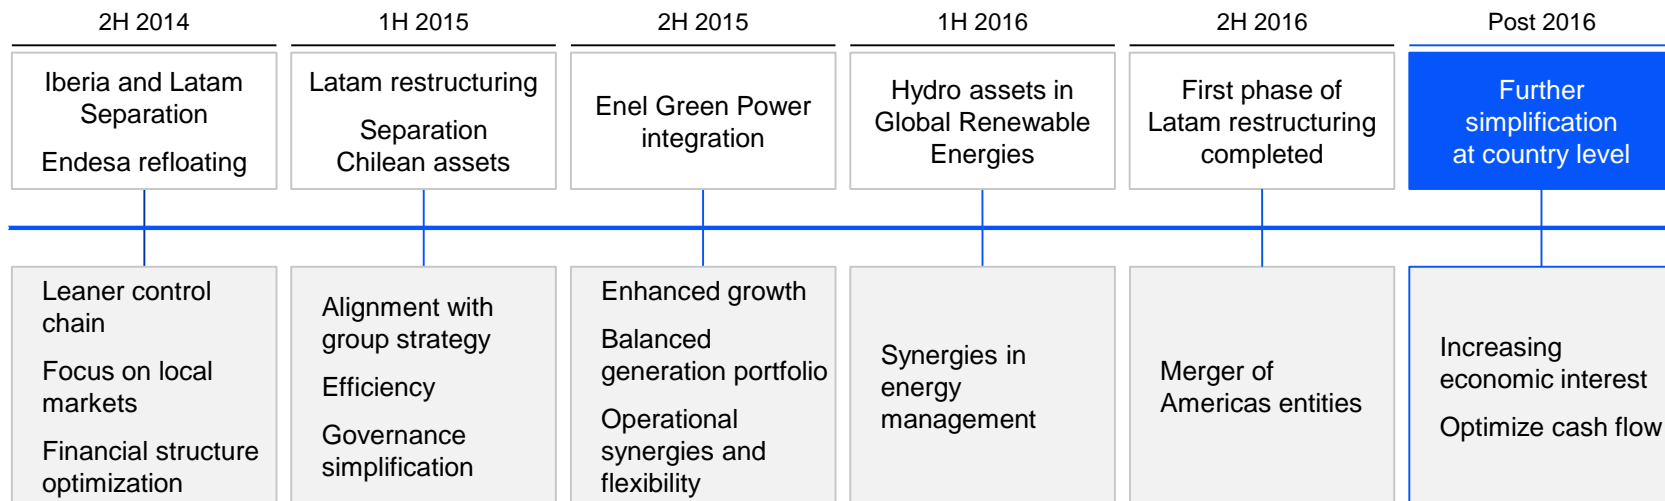 2H 2014
1H 2015
2H 2015
1H 2016
2H 2016
Post 2016
Iberia and Latam
Separation
Endesa refloating
Latam restructuring
Separation
Chilean assets
Enel Green Power
integration
Hydro assets in
Global Renewable
Energies
First phase of
Latam restructuring
completed
Further
simplification
at country level
Leaner control
chain
Focus on local
markets
Financial structure
optimization
Alignment with
group strategy
Efficiency
Governance
simplification
Enhanced growth
Balanced
generation portfolio
Operational
synergies and
flexibility
Synergies in
energy
management
Merger of
Americas entities
Increasing
economic interest
Optimize cash flow